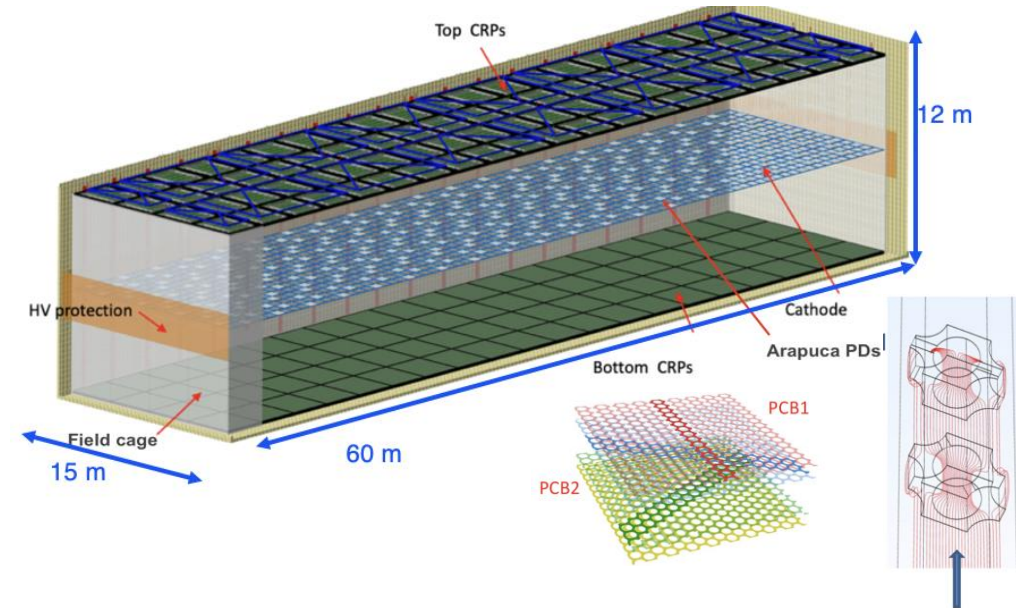 Top CRPs
12 m
HV protection
Cathode
Arapuca PDs
Bottom CRPs
Field cage
60 m
15 m
PCB1
PCB2